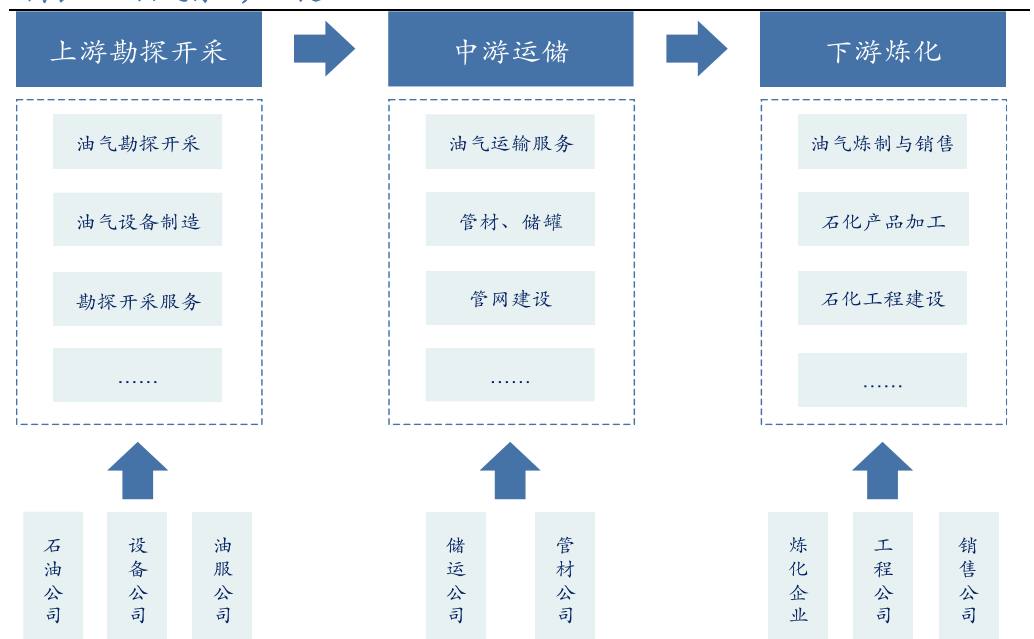 上游勘探开采
中游运储
下游炼化
油气勘探开采
油气设备制造
勘探开采服务
……
油气运输服务
管材、储罐
管网建设
……
油气炼制与销售
石化产品加工
石化工程建设
……
石油公司
设备公司
油服公司
储运公司
管材公司
炼化企业
工程公司
销售公司